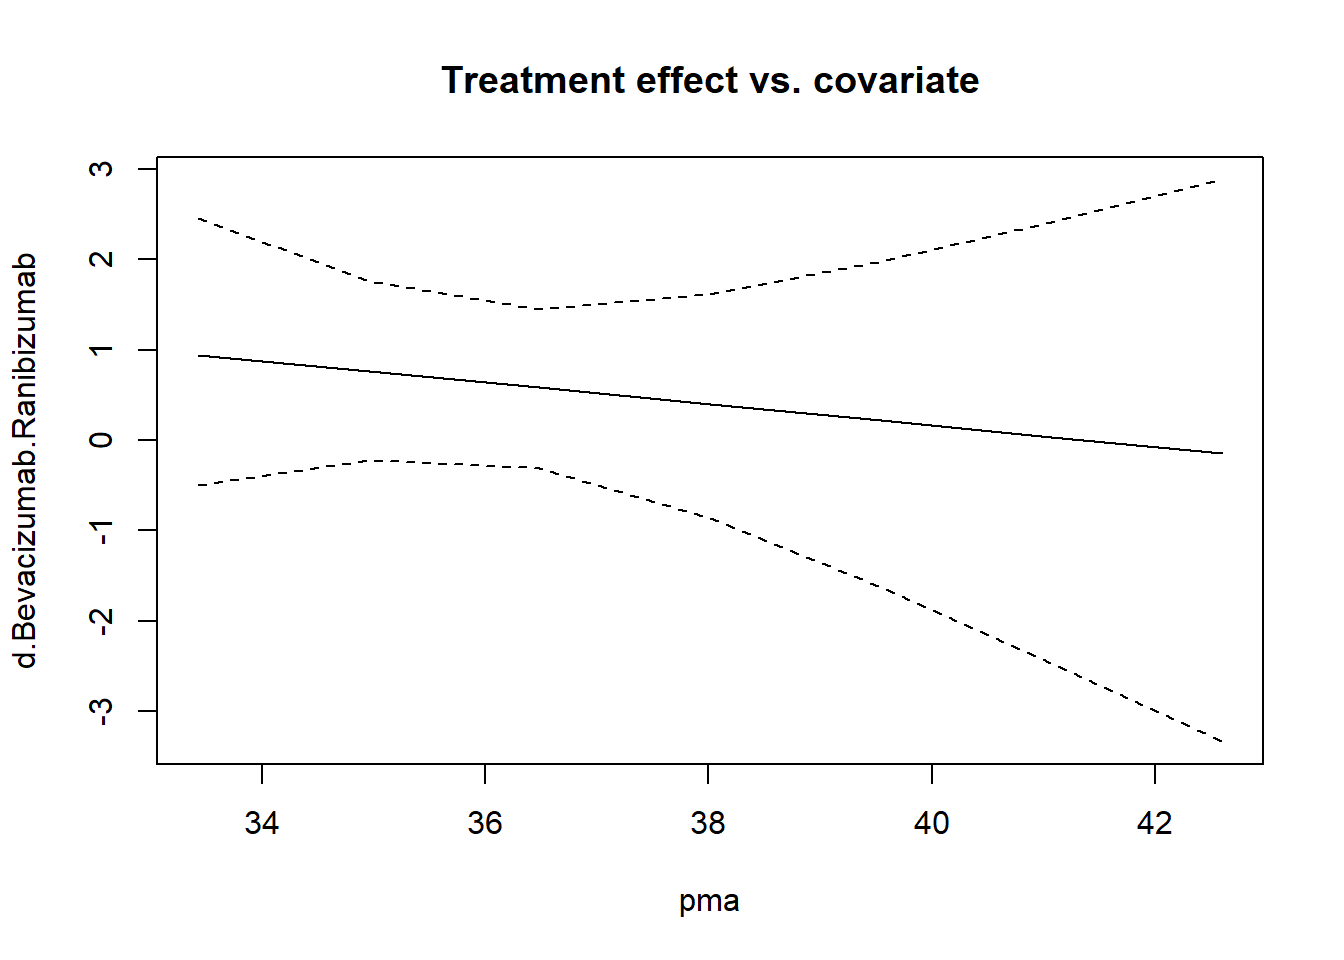 Treatment effect vs. covariate
d.Bevacizumab.Ranibizumab
3
2
1
0
-1
-2
-3
34 36 38 40 42
pma